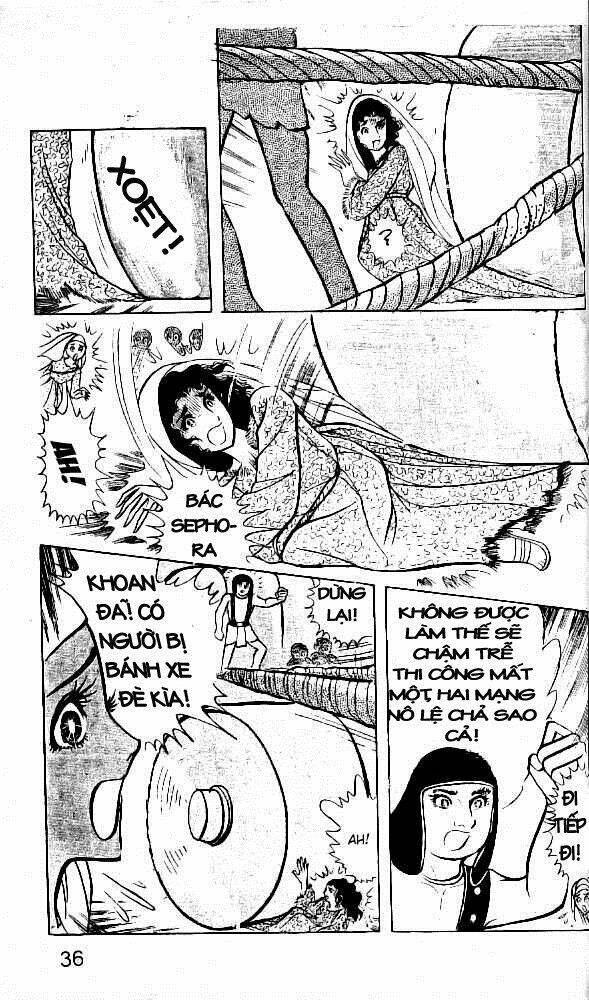 XOẸT!
?
AH!
BÁC
SEPHO-
RA
KHOAN
ĐÃ! CÓ
NGƯỜI BỊ
BÁNH XE
ĐÈ KÌA!
DỪNG
LẠI!
AH!
KHÔNG ĐƯỢC
LÀM THẾ SẼ
CHẬM TRỄ
THI CÔNG MẤT
MỘT, HAI MẠNG
NÔ LỆ CHẢ SAO
CẢ!
ĐI
TIẾP
ĐI!
36